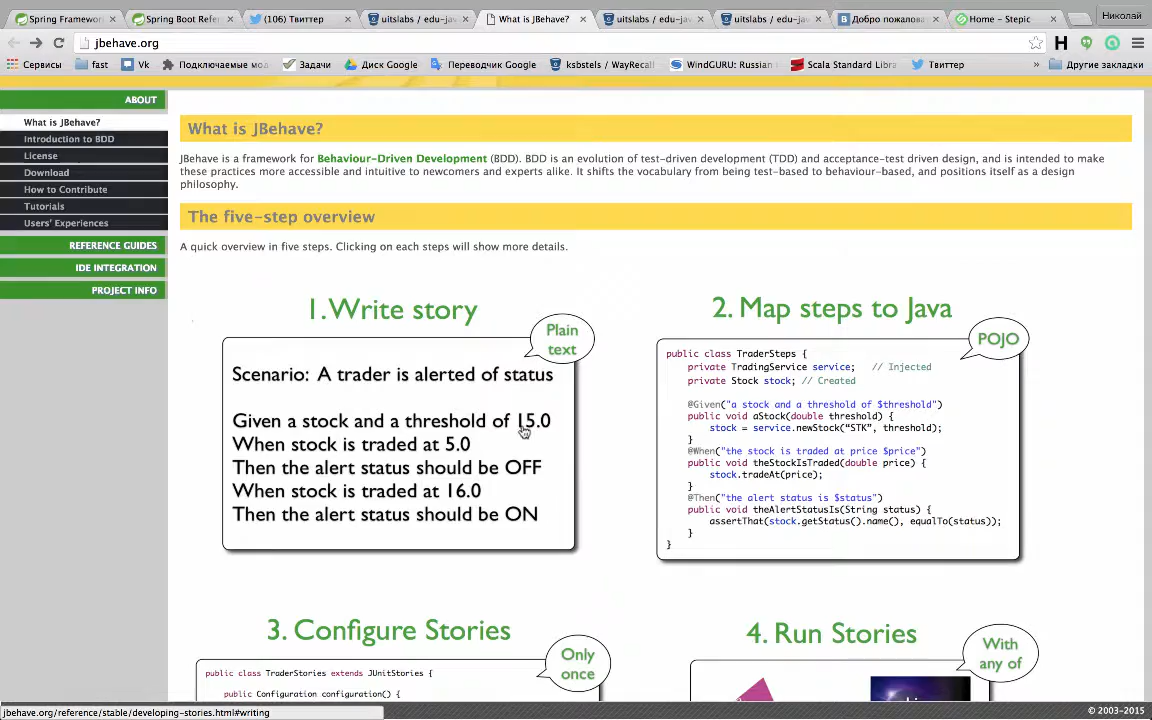 Spring Framework
Spring Boot Refe
(106) Твиттер
uitslabs / edu-jav
What is JBehave?
uitslabs / edu-jav
uitslabs / edu-jav
Добро пожалова
Home – Stepic
Николай
jbehave.org
Сервисы
fast
Vk
Подключаемые мод
Задачи
Диск Google
Переводчик Google
ksbstels / WayRecall
WindGURU: Russian
Scala Standard Libra
Твиттер
»
Другие закладки
ABOUT
What is JBehave?
Introduction to BDD
License
Download
How to Contribute
Tutorials
Users' Experiences
REFERENCE GUIDES
IDE INTEGRATION
PROJECT INFO
What is JBehave?
JBehave is a framework for Behaviour-Driven Development (BDD). BDD is an evolution of test-driven development (TDD) and acceptance-test driven design, and is intended to make
these practices more accessible and intuitive to newcomers and experts alike. It shifts the vocabulary from being test-based to behaviour-based, and positions itself as a design
philosophy.
The five-step overview
A quick overview in five steps. Clicking on each steps will show more details.
1. Write story
Plain
text
Scenario: A trader is alerted of status
Given a stock and a threshold of 15.0
When stock is traded at 5.0
Then the alert status should be OFF
When stock is traded at 16.0
Then the alert status should be ON
2. Map steps to Java
POJO
public class TraderSteps {
private TradingService service; // Injected
private Stock stock; // Created
@Given("a stock and a threshold of $threshold")
public void aStock(double threshold) {
stock = service.newStock("STK", threshold);
}
@When("the stock is traded at price $price")
public void theStockIsTraded(double price) {
stock.tradeAt(price);
}
@Then("the alert status is $status")
public void theAlertStatusIs(String status) {
assertThat(stock.getStatus().name(), equalTo(status));
}
}
3. Configure Stories
Only
once
public class TraderStories extends JUnitStories {
public Configuration configuration() {
4. Run Stories
With
any of
jbehave.org/reference/stable/developing-stories.html#writing
© 2003-2015